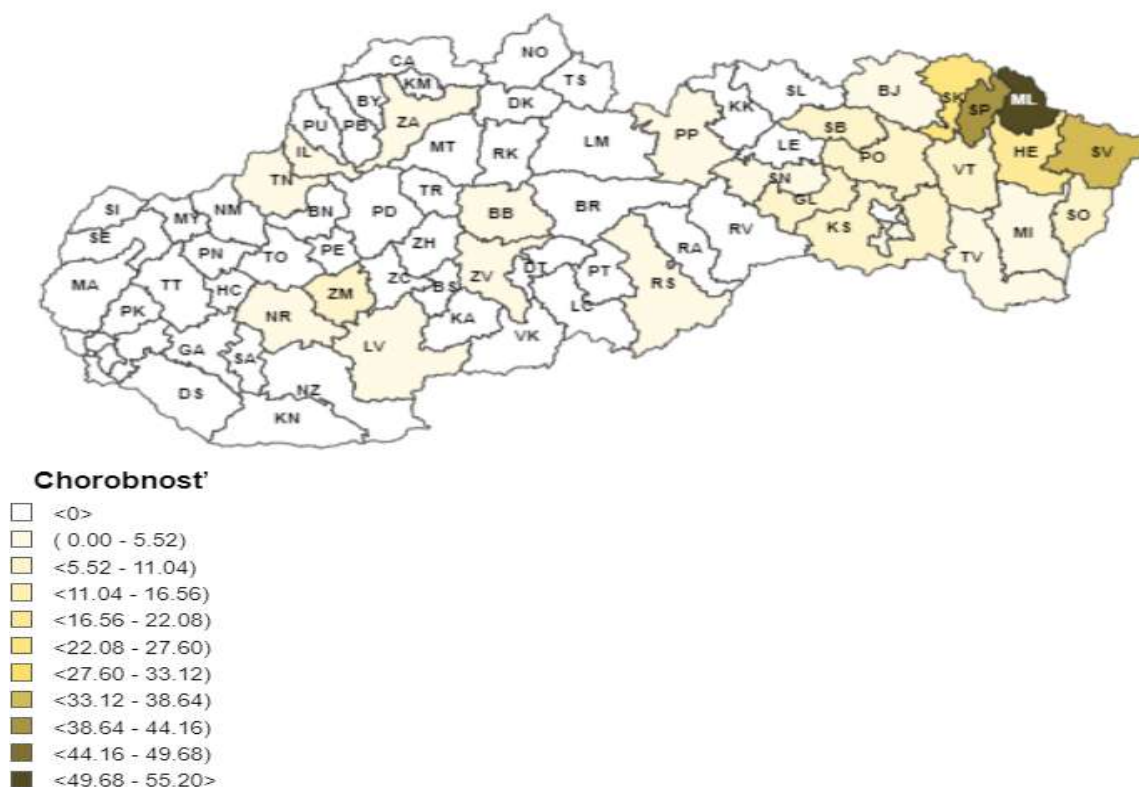 NO
CA
TS
KM
BY
DK
PU
PB
ZA
SL
KK
BJ
SK
ML
SP
IL
MT
RK
LM
PP
SB
LE
PO
HE
SV
TN
TR
SN
VT
SI
MY
NM
BN
PD
BB
BR
GL
SO
SE
PN
TO
PE
ZH
RV
RA
KS
MI
MA
TT
HC
ZM
ZC
BS
ZV
DT
PT
RS
TV
PK
NR
KA
LC
GA
SA
LV
VK
DS
NZ
KN
Chorobnosť
<0>
( 0.00 - 5.52)
<5.52 - 11.04)
<11.04 - 16.56)
<16.56 - 22.08)
<22.08 - 27.60)
<27.60 - 33.12)
<33.12 - 38.64)
<38.64 - 44.16)
<44.16 - 49.68)
<49.68 - 55.20>